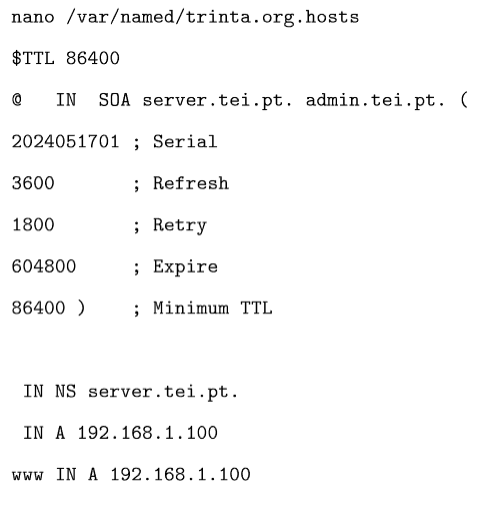 nano /var/named/trinta.org.hosts
$TTL 86400
@   IN  SOA server.tei.pt. admin.tei.pt. (
2024051701 ; Serial
3600       ; Refresh
1800       ; Retry
604800     ; Expire
86400 )    ; Minimum TTL

 IN NS server.tei.pt.
 IN A 192.168.1.100
www IN A 192.168.1.100